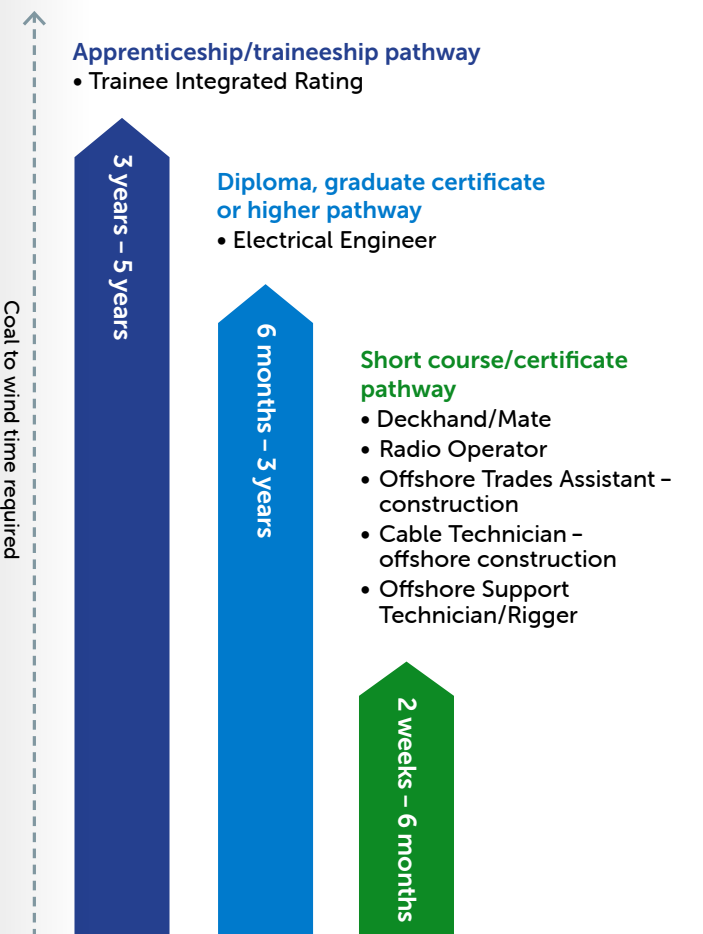 Apprenticeship/traineeship pathway
• Trainee Integrated Rating
3 years – 5 years
Diploma, graduate certificate
or higher pathway
• Electrical Engineer
6 months – 3 years
Short course/certificate
pathway
• Deckhand/Mate
• Radio Operator
• Offshore Trades Assistant –
construction
• Cable Technician –
offshore construction
• Offshore Support
Technician/Rigger
2 weeks – 6 months
Coal to wind time required